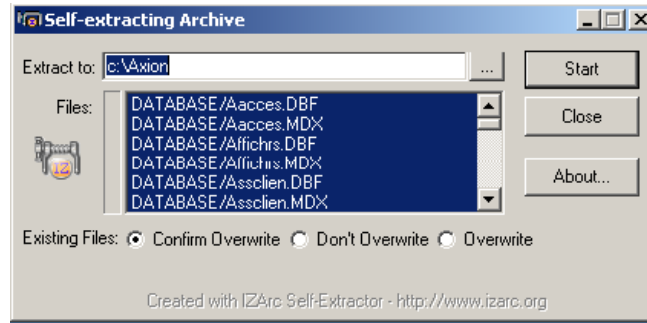 Self-extracting Archive
Extract to: c:\Axion ... Start
Files: DATABASE/Aacces.DBF
DATABASE/Aacces.MDX
Close
DATABASE/Affichrs.DBF
DATABASE/Affichrs.MDX
DATABASE/Assclien.DBF
About...
DATABASE/Assclien.MDX
IZ
Existing Files: Confirm Overwrite Don't Overwrite Overwrite
Created with IZArc Self-Extractor - http://www.izarc.org